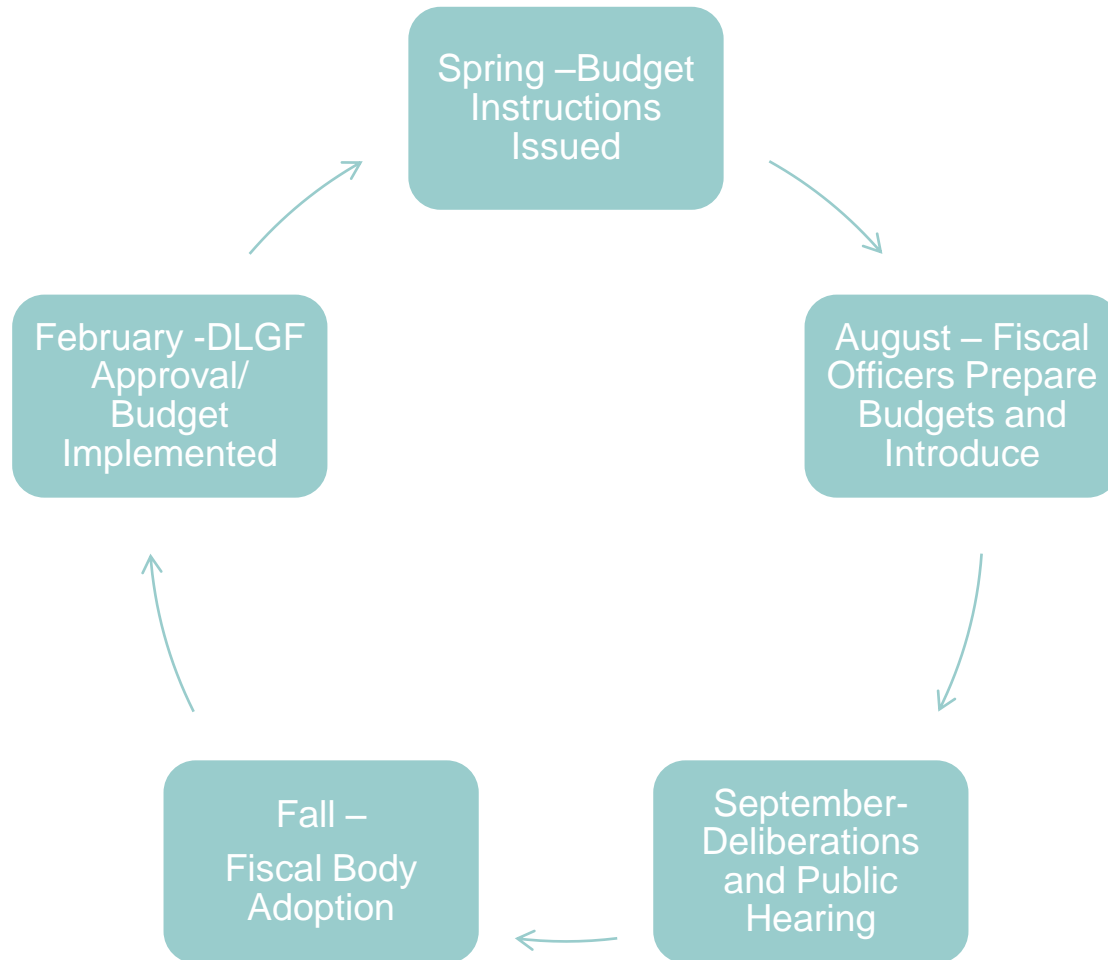 Spring –Budget
Instructions
Issued
August – Fiscal
Officers Prepare
Budgets and
Introduce
September-
Deliberations
and Public
Hearing
Fall –
Fiscal Body
Adoption
February -DLGF
Approval/
Budget
Implemented